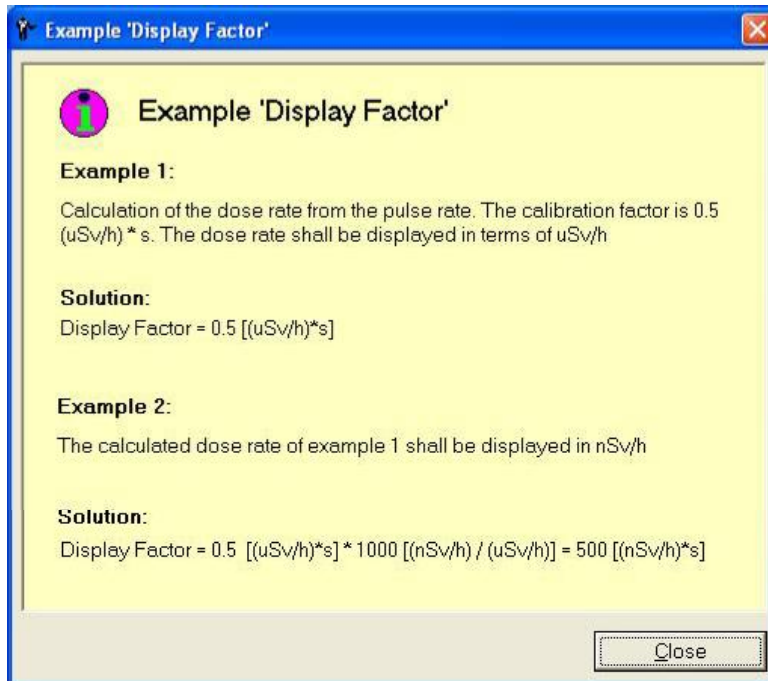 Example 'Display Factor'
Example 'Display Factor'
Example 1:
Calculation of the dose rate from the pulse rate. The calibration factor is 0.5
(uSv/h) * s. The dose rate shall be displayed in terms of uSv/h
Solution:
Display Factor = 0.5 [(uSv/h)*s]
Example 2:
The calculated dose rate of example 1 shall be displayed in nSv/h
Solution:
Display Factor = 0.5 [(uSv/h)*s] * 1000 [(nSv/h) / (uSv/h)] = 500 [(nSv/h)*s]
Close